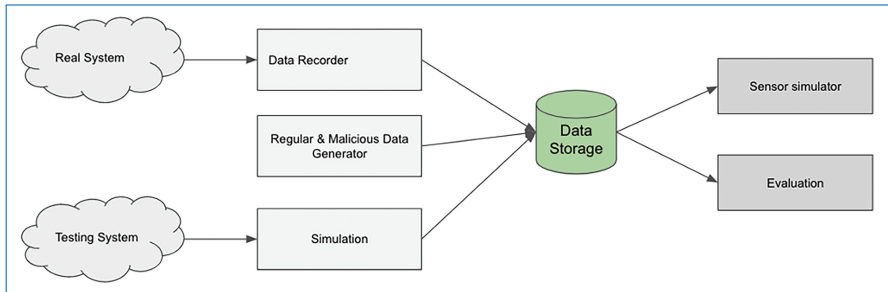 Real System
Data Recorder
Regular & Malicious Data
Generator
Testing System
Simulation
Data
Storage
Sensor simulator
Evaluation